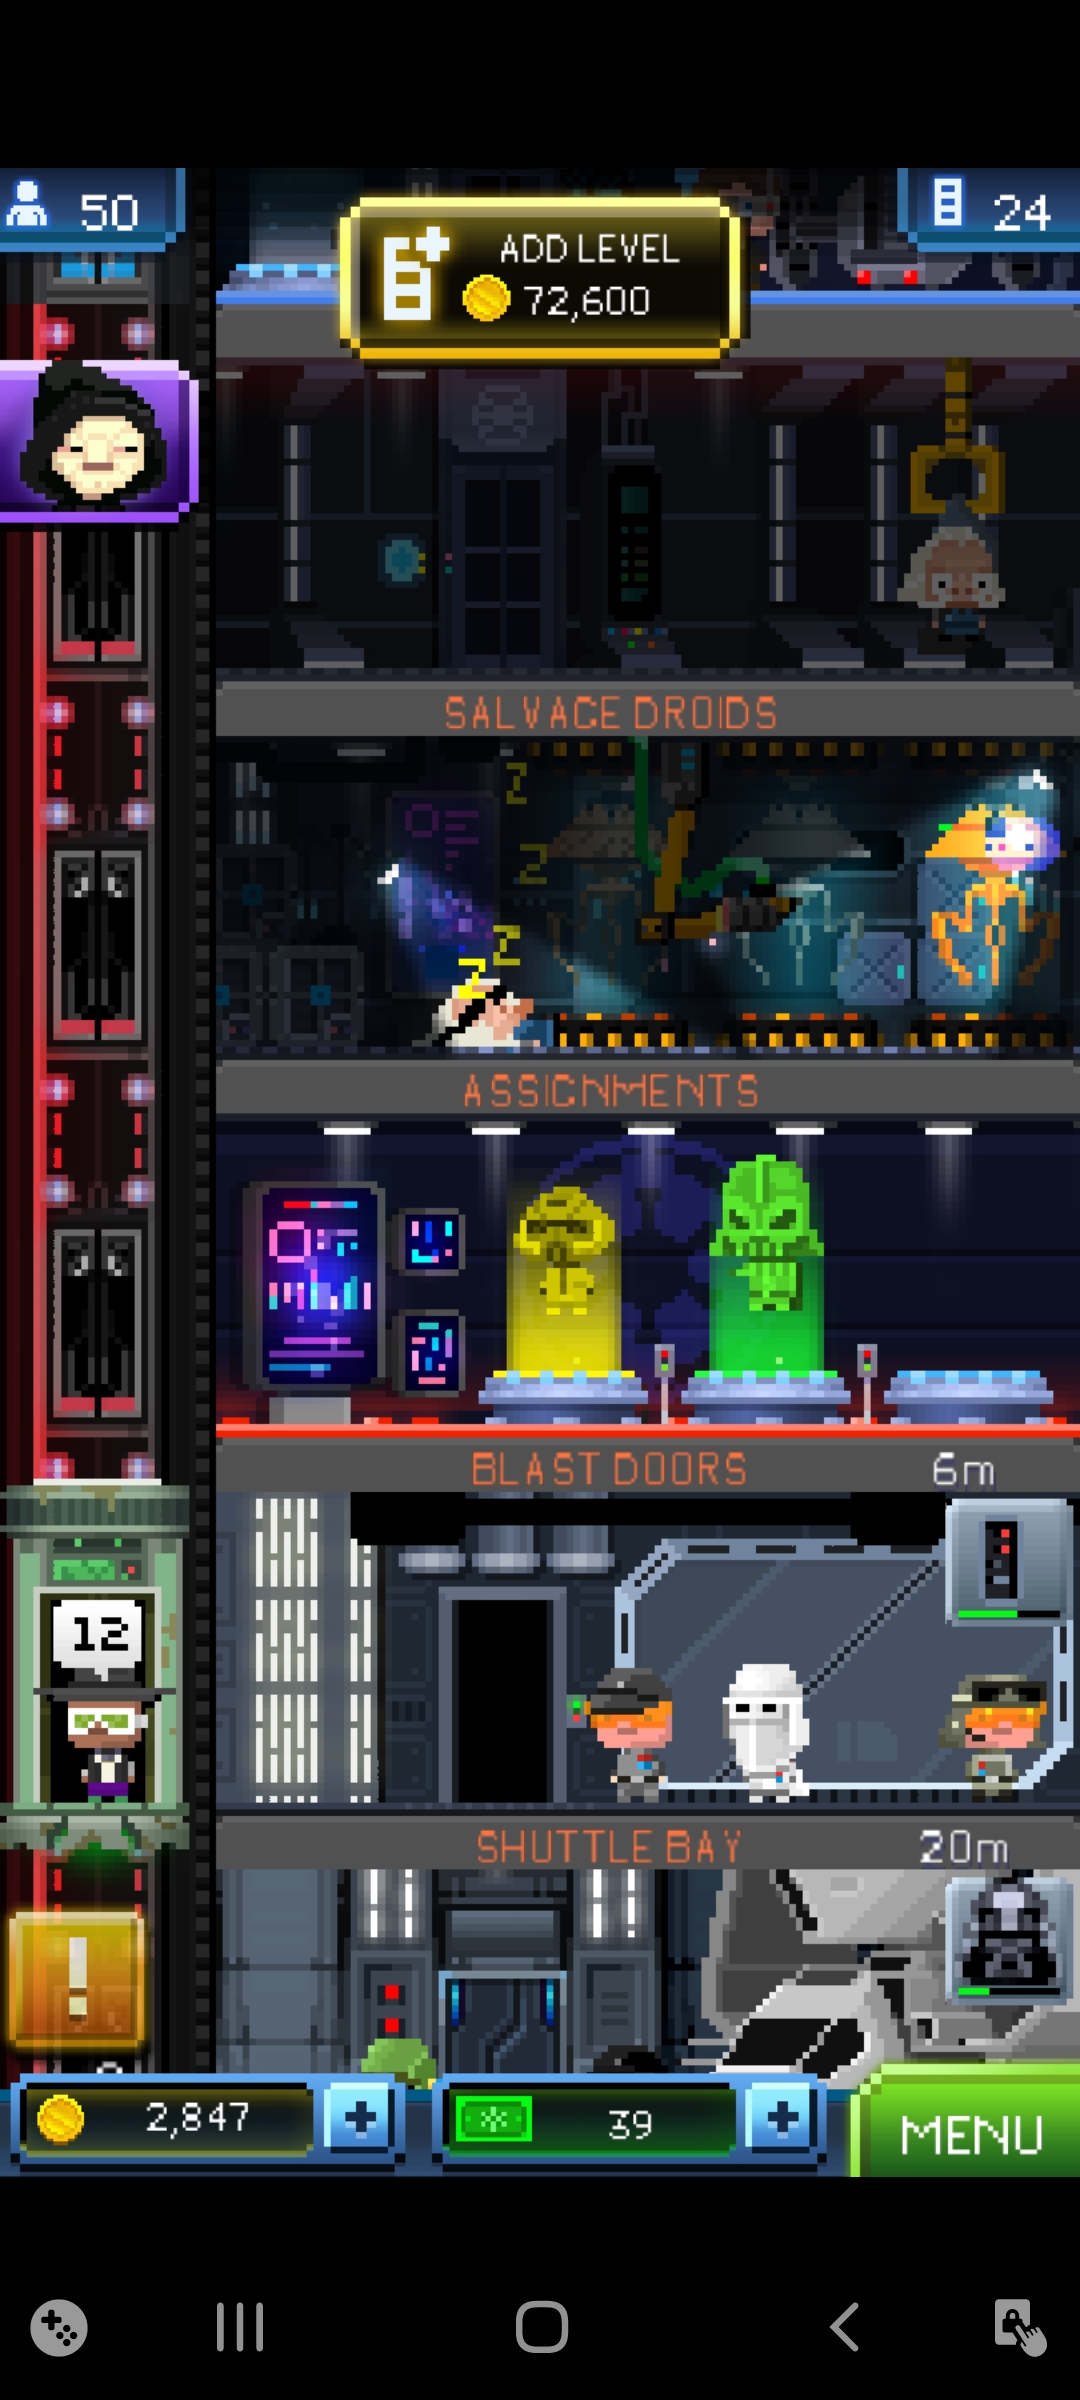 50
24
ADD LEVEL
72,600
SALVAGE DROIDS
Z
Z
Z
Z
ASSIGNMENTS
BLAST DOORS 6m
12
SHUTTLE BAY 20m
!
2,847
39
MENU